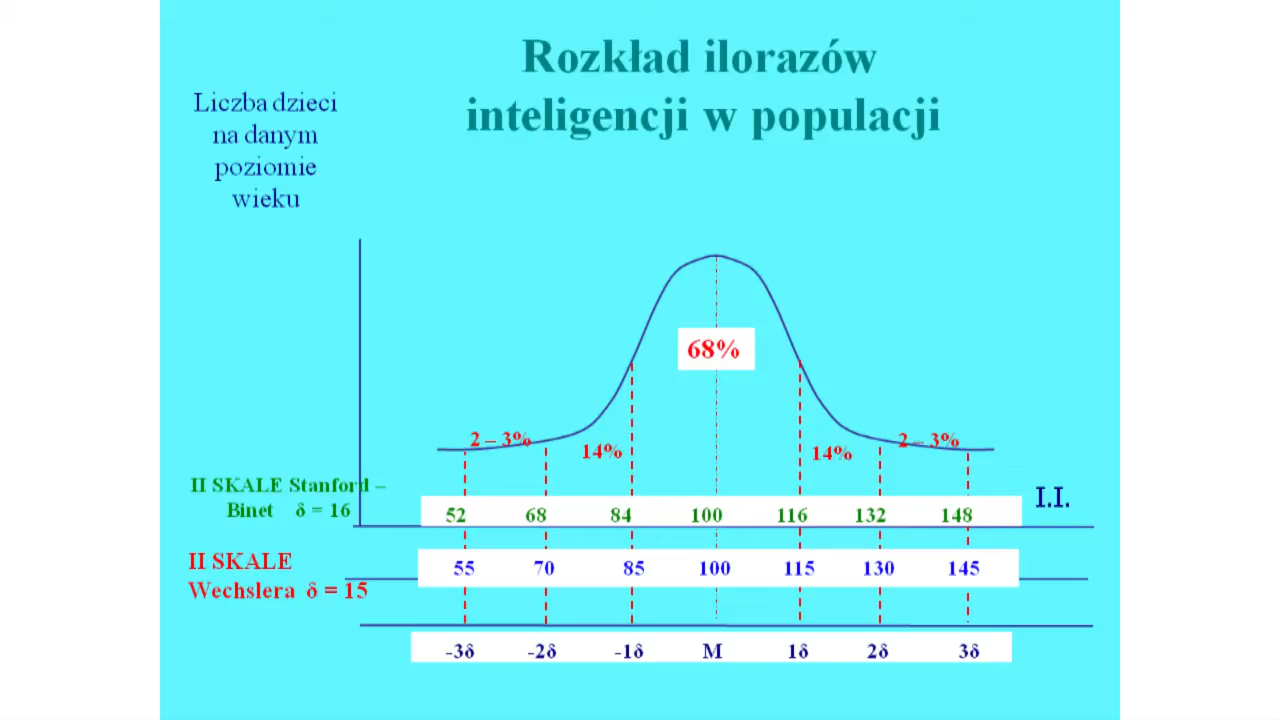 Rozkład ilorazów
inteligencji w populacji
Liczba dzieci
na danym
poziomie
wieku
68%
2 – 3%
14%
14%
2 – 3%
II SKALE Stanford –
Binet δ = 16
52 68 84 100 116 132 148
I.I.
II SKALE
Wechslera δ = 15
55 70 85 100 115 130 145
-3δ -2δ -1δ M 1δ 2δ 3δ